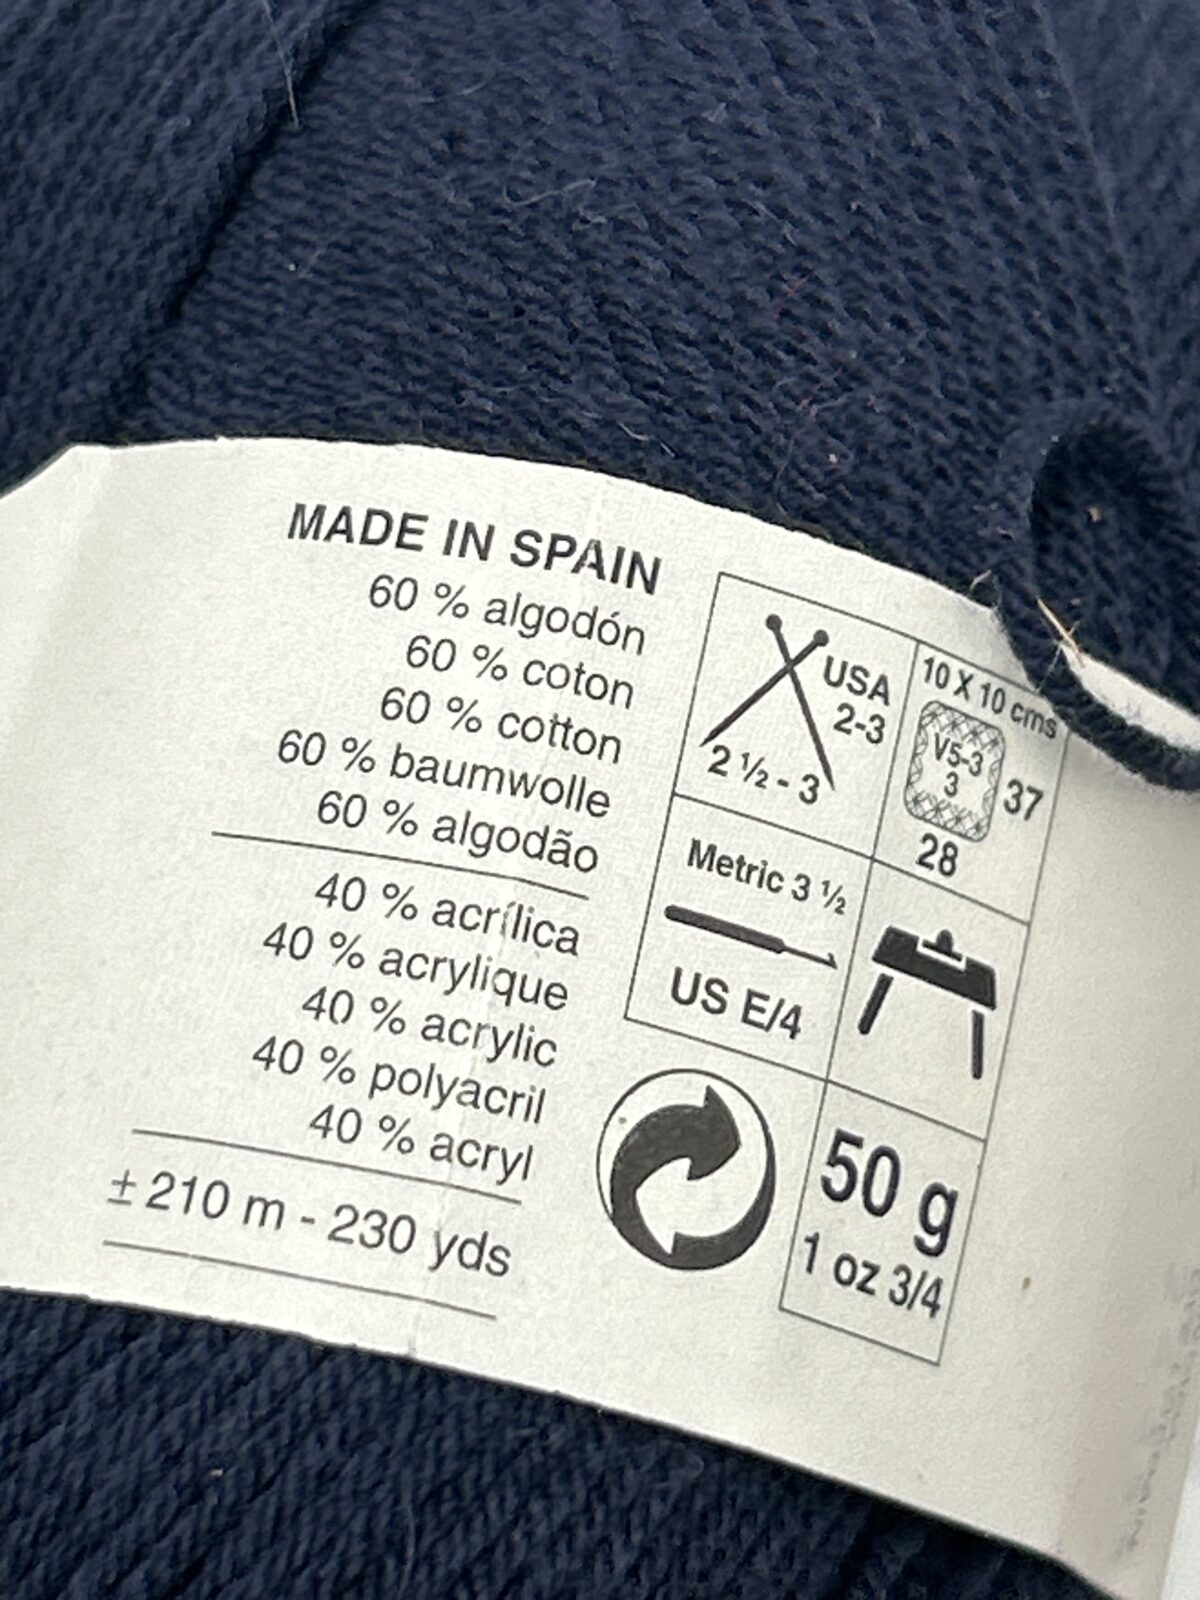 MADE IN SPAIN
60 % algodón
60 % coton
60 % cotton
60 % baumwolle
60 % algodão
40 % acrílica
40 % acrylique
40 % acrylic
40 % polyacril
40 % acryl
± 210 m - 230 yds
USA
2-3
2 ½ - 3
10 X 10 cms
V5-3
3
37
28
Metric 3 ½
US E/4
50 g
1 oz 3/4